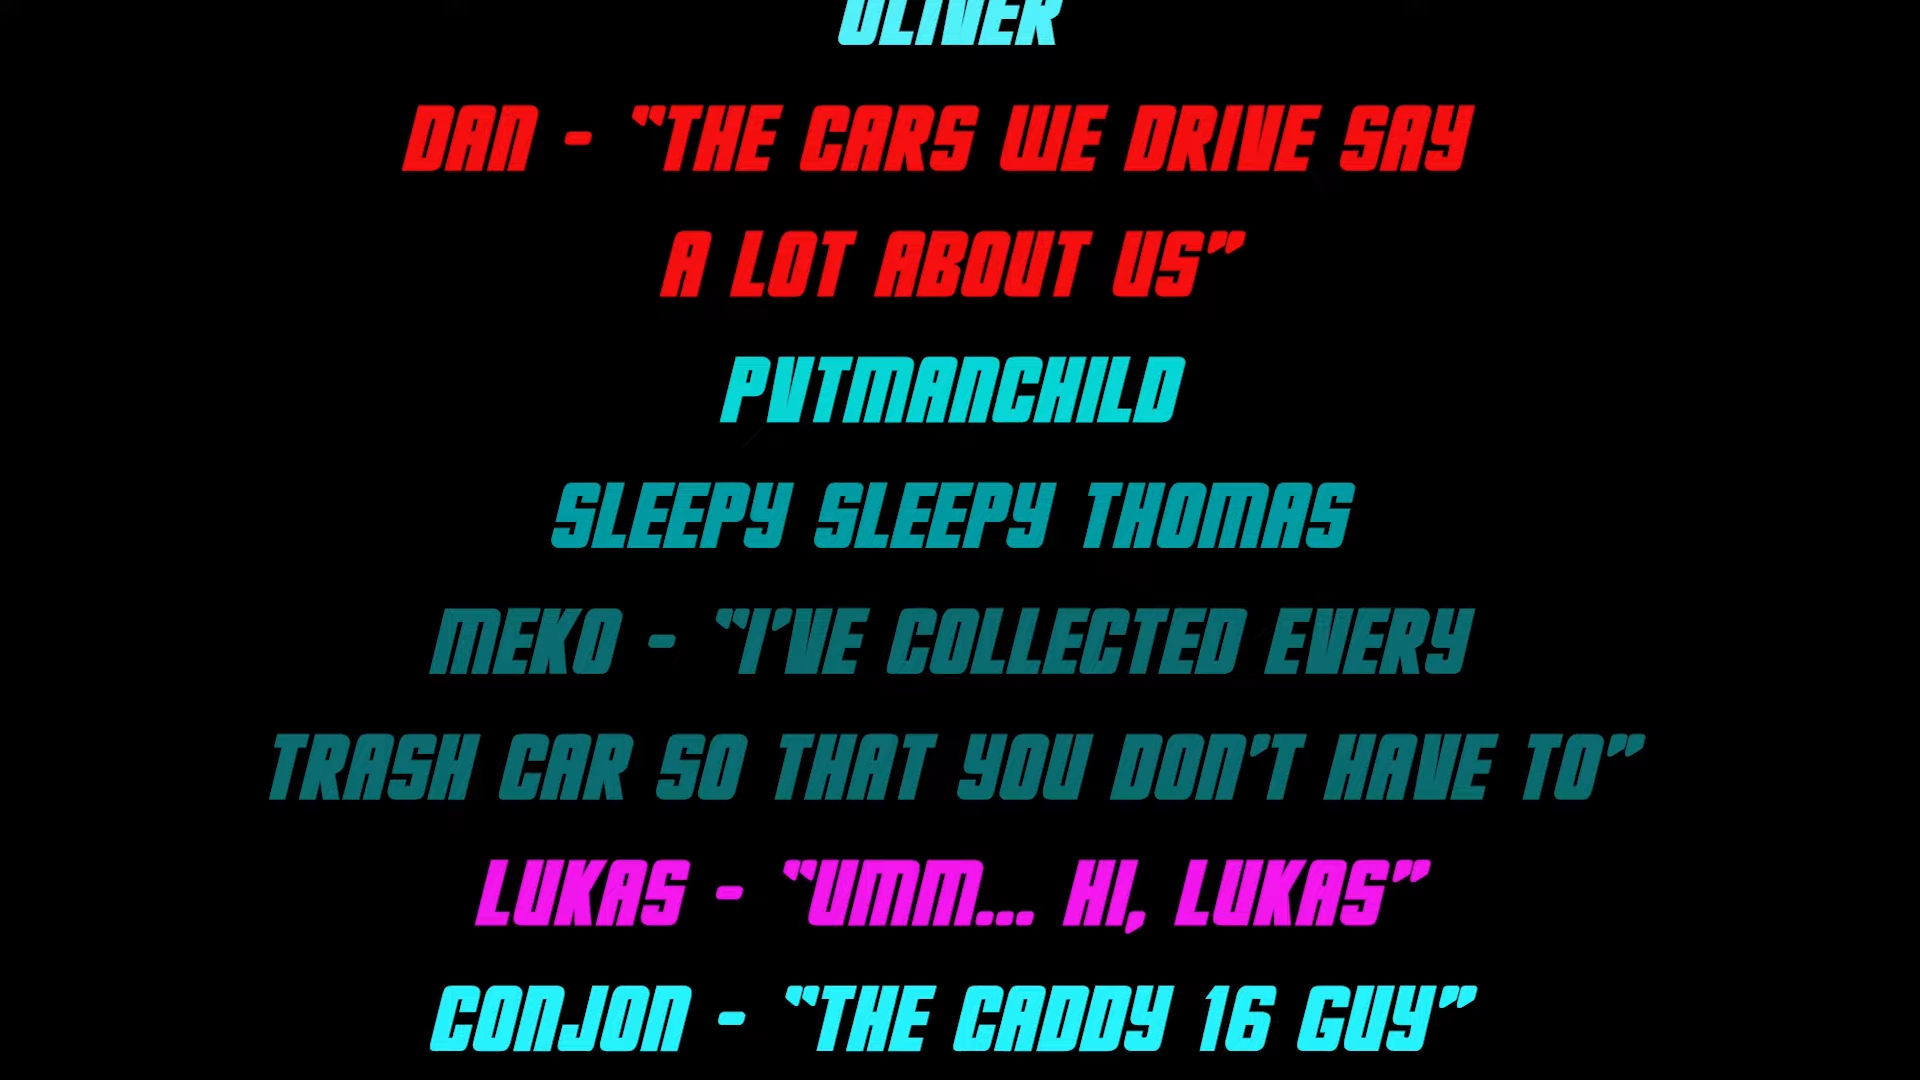 OLIVER
DAN - “THE CARS WE DRIVE SAY
A LOT ABOUT US”
PVTMANCHILD
SLEEPY SLEEPY THOMAS
MEKO - “I'VE COLLECTED EVERY
TRASH CAR SO THAT YOU DON'T HAVE TO”
LUKAS - “UMM... HI, LUKAS”
CONJON - “THE CADDY 16 GUY”